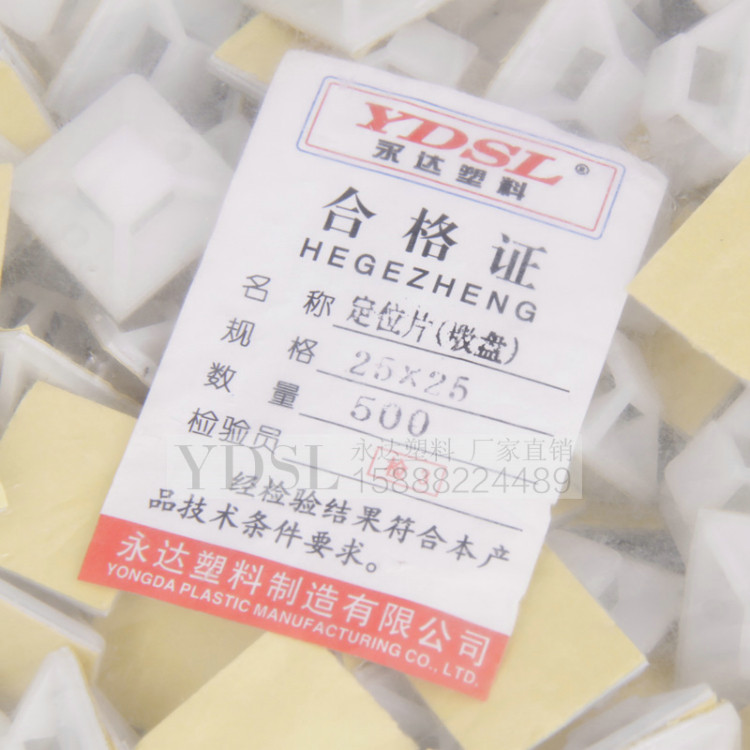 YDSL®
永达塑料
合格证
HEGEZHENG
名称 定位片(吸盘)
规格 25×25
数量 500
检验员
YDSL 永达塑料 厂家直销
15888224489
经检验结果符合本产
品技术条件要求。
永达塑料制造有限公司
YONGDA PLASTIC MANUFACTURING CO., LTD.